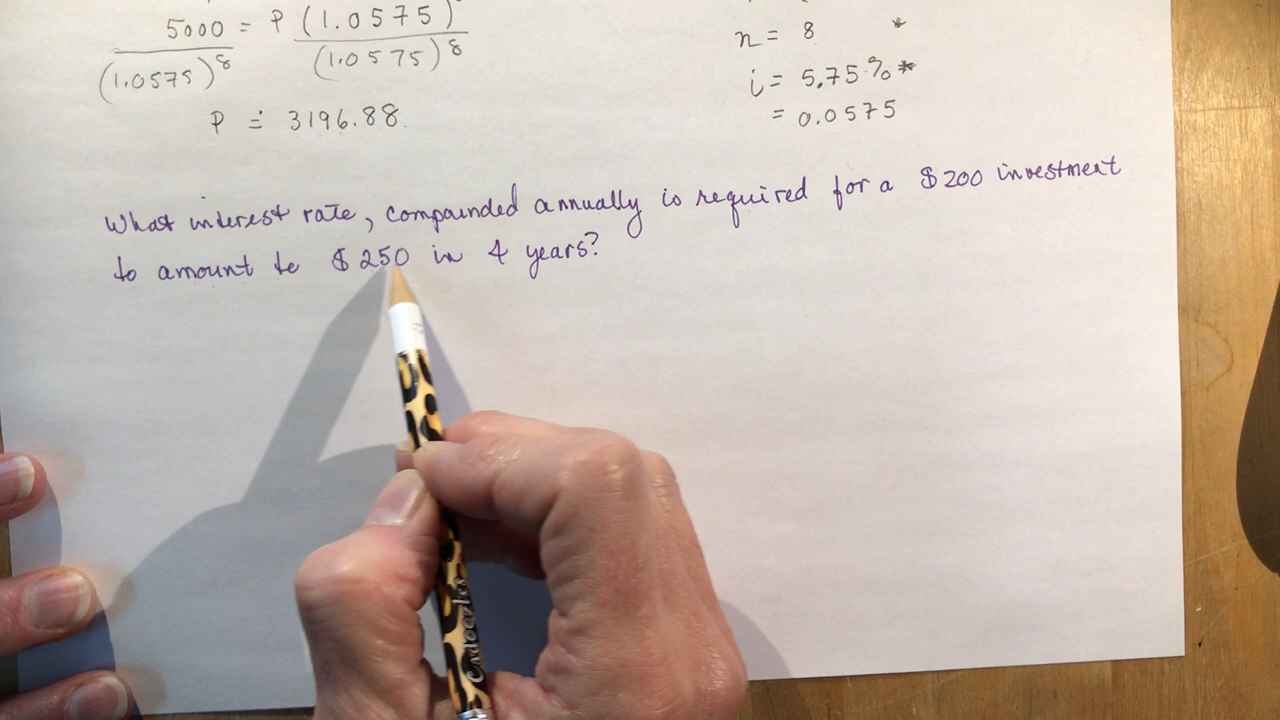 5000 = P (1.0575)
(1.0575)^8 (1.0575)^8
P ≐ 3196.88
n = 8 *
i = 5.75% *
= 0.0575
What interest rate, compounded annually is required for a $200 investment
to amount to $250 in 4 years?